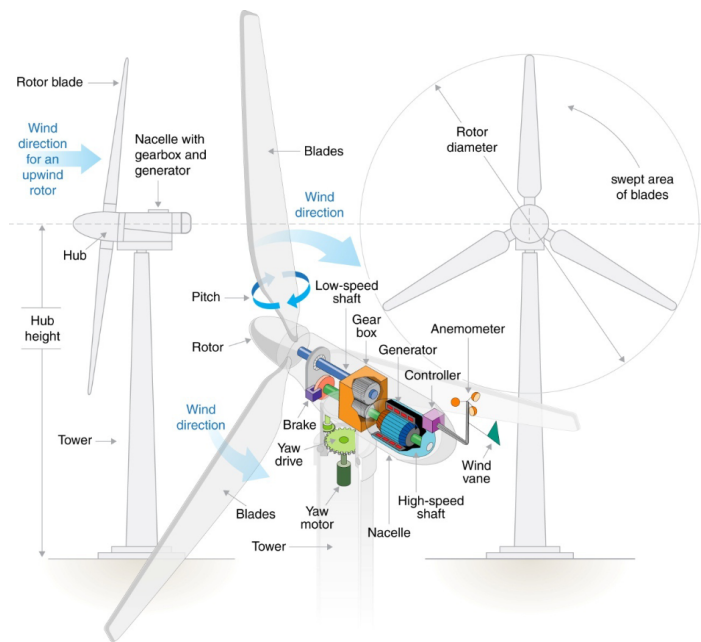 Rotor blade
Wind
direction
for an
upwind
rotor
Nacelle with
gearbox and
generator
Hub
Hub
height
Tower
Blades
Wind
direction
Pitch
Low-speed
shaft
Gear
box
Rotor
Generator
Controller
Anemometer
Brake
Wind
direction
Yaw
drive
Blades
Yaw
motor
Tower
Nacelle
High-speed
shaft
Wind
vane
Rotor
diameter
swept area
of blades